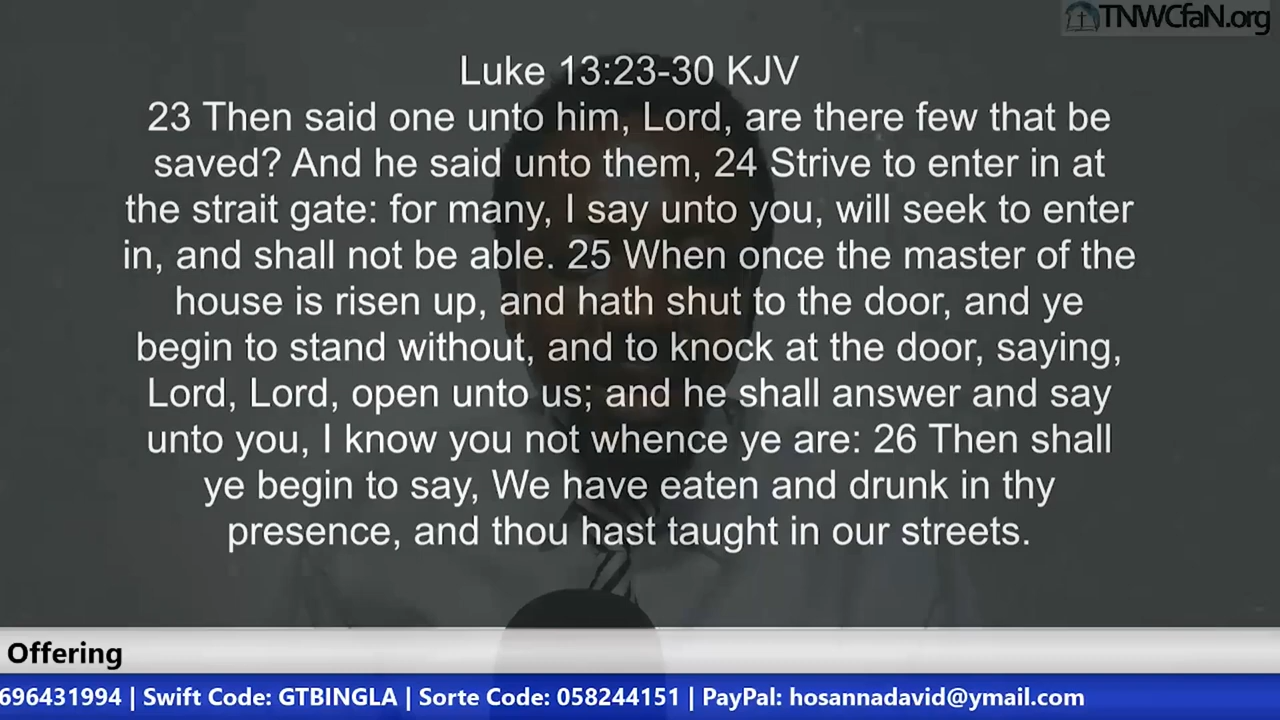 TNWCfaN.org
Luke 13:23-30 KJV
23 Then said one unto him, Lord, are there few that be
saved? And he said unto them, 24 Strive to enter in at
the strait gate: for many, I say unto you, will seek to enter
in, and shall not be able. 25 When once the master of the
house is risen up, and hath shut to the door, and ye
begin to stand without, and to knock at the door, saying,
Lord, Lord, open unto us; and he shall answer and say
unto you, I know you not whence ye are: 26 Then shall
ye begin to say, We have eaten and drunk in thy
presence, and thou hast taught in our streets.
Offering
696431994 | Swift Code: GTBINGLA | Sorte Code: 058244151 | PayPal: hosannadavid@ymail.com